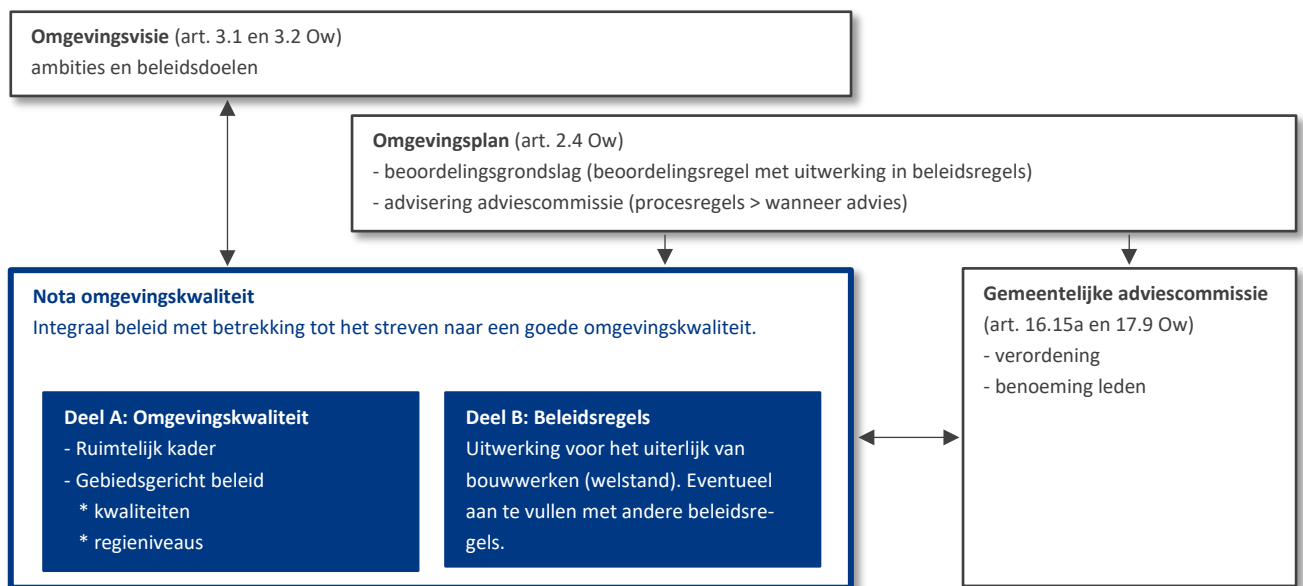 Omgevingsvisie (art. 3.1 en 3.2 Ow)
ambities en beleidsdoelen
Omgevingsplan (art. 2.4 Ow)
- beoordelingsgrondslag (beoordelingsregel met uitwerking in beleidsregels)
- advisering adviescommissie (procesregels > wanneer advies)
Nota omgevingskwaliteit
Integraal beleid met betrekking tot het streven naar een goede omgevingskwaliteit.
Deel A: Omgevingskwaliteit
- Ruimtelijk kader
- Gebiedsgericht beleid
* kwaliteiten
* regieniveaus
Deel B: Beleidsregels
Uitwerking voor het uiterlijk van
bouwwerken (welstand). Eventueel
aan te vullen met andere beleidsre-
gels.
Gemeentelijke adviescommissie
(art. 16.15a en 17.9 Ow)
- verordening
- benoeming leden